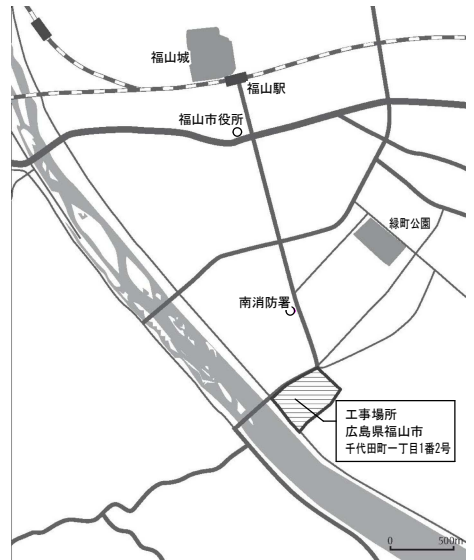 福山城
福山駅
福山市役所
緑町公園
南消防署
工事場所
広島県福山市
千代田町一丁目1番2号
0 500m